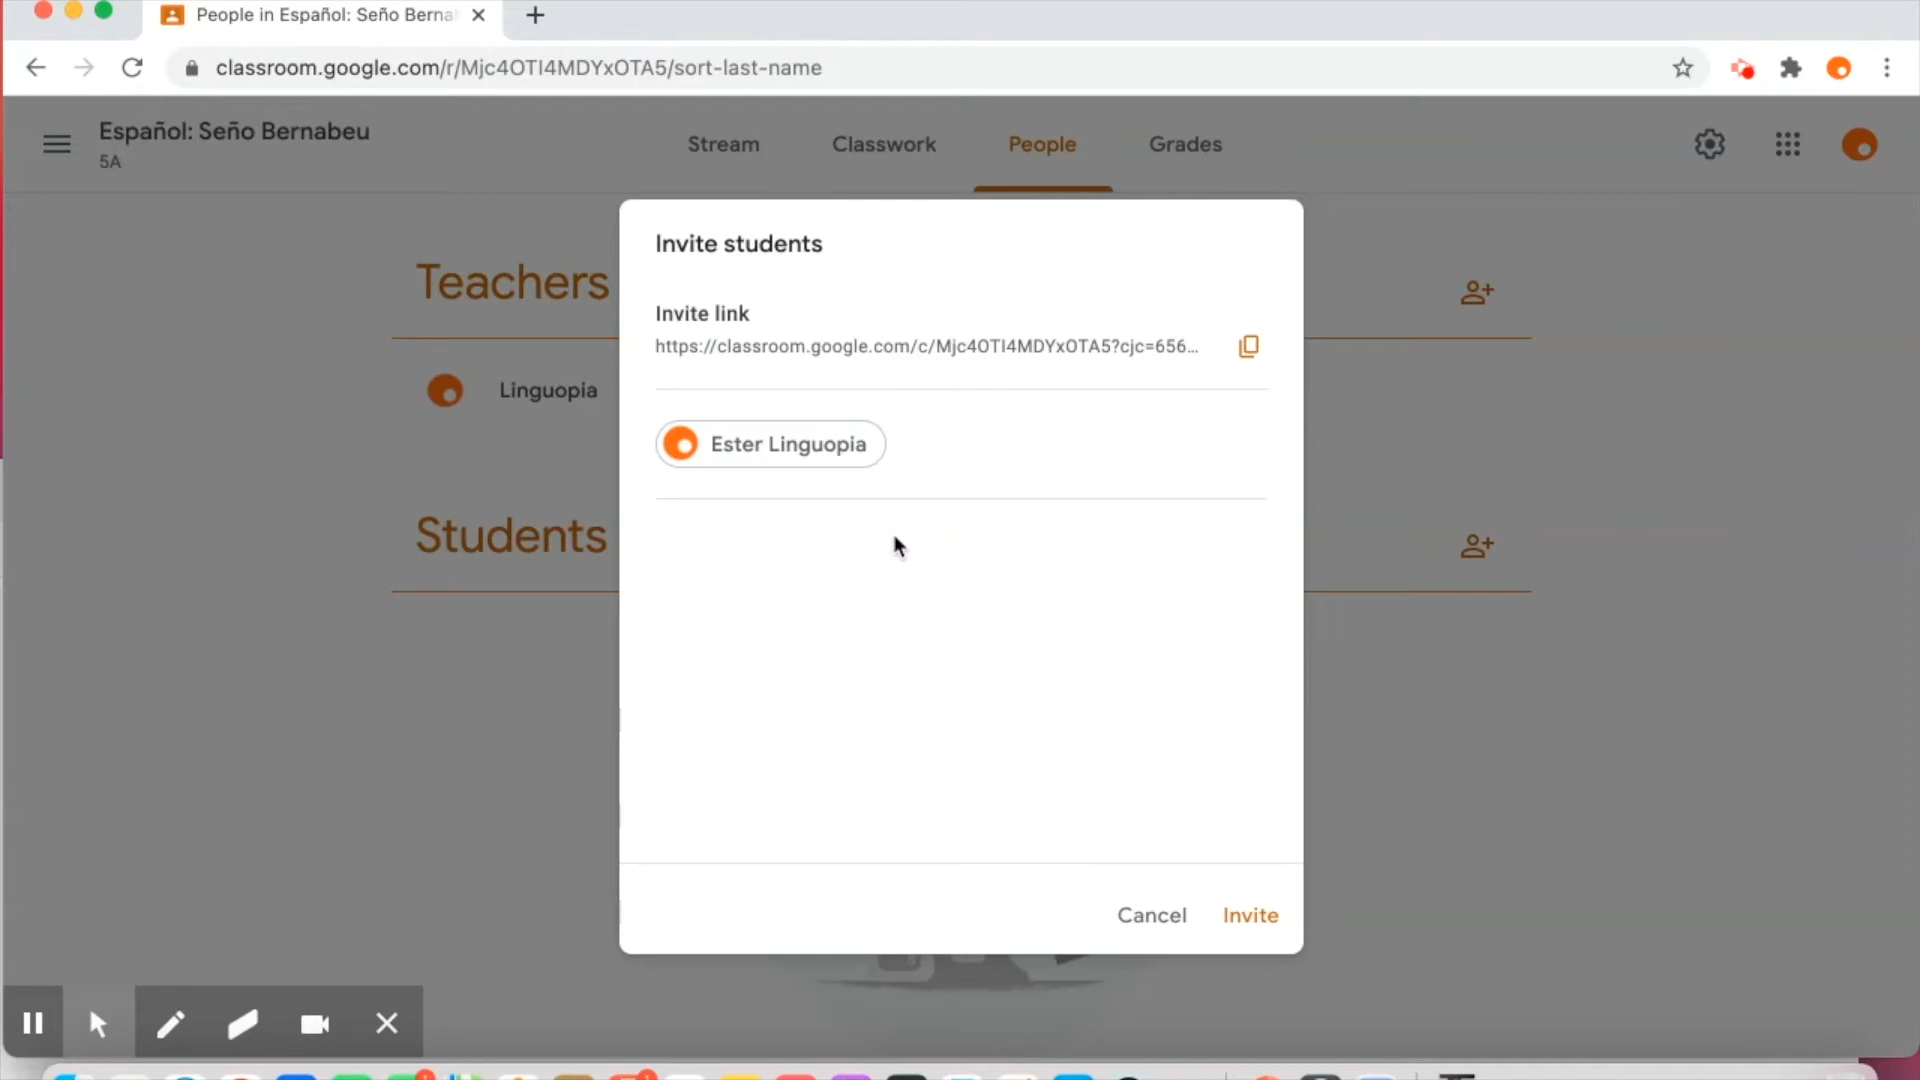 People in Español: Seño Berna
classroom.google.com/r/Mjc4OTI4MDYxOTA5/sort-last-name
Español: Seño Bernabeu
5A
Stream
Classwork
People
Grades
Invite students
Teachers
Invite link
https://classroom.google.com/c/Mjc4OTI4MDYxOTA5?cjc=656...
Linguopia
Ester Linguopia
Students
Cancel
Invite